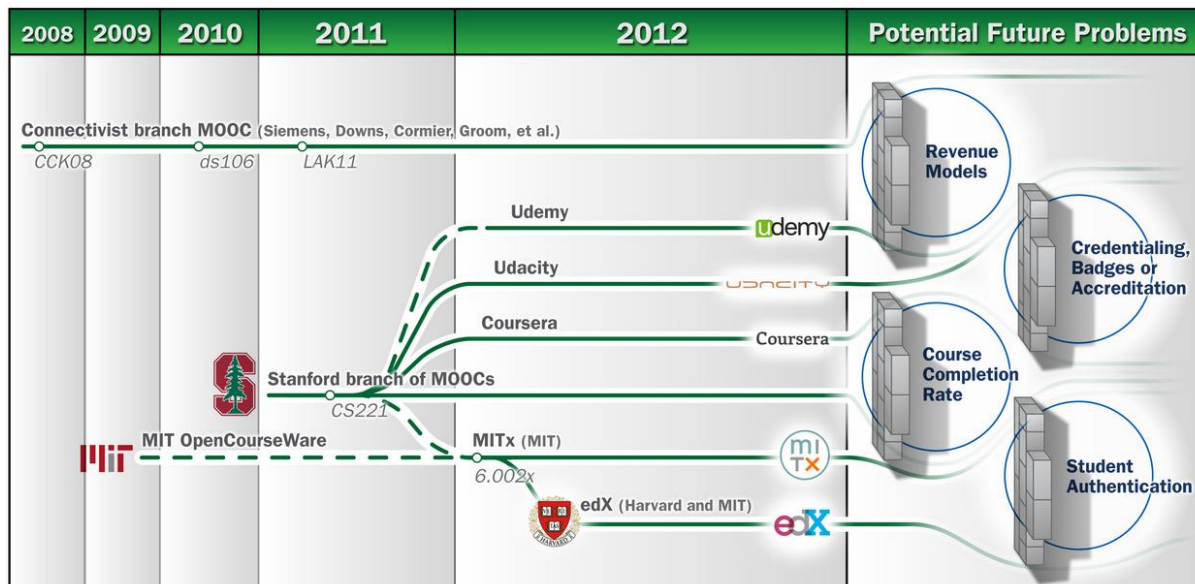 2008 2009 2010 2011 2012 Potential Future Problems
Connectivist branch MOOC (Siemens, Downs, Cormier, Groom, et al.)
CCK08 ds106 LAK11
Revenue
Models
Udemy
udemy
Credentialing,
Badges or
Accreditation
Udacity
UDACITY
Coursera
Coursera
Course
Completion
Rate
S
Stanford branch of MOOCs
CS221
MIT
MIT OpenCourseWare
MITx (MIT)
6.002x
MITX
Student
Authentication
HARVARD
edX (Harvard and MIT)
edX